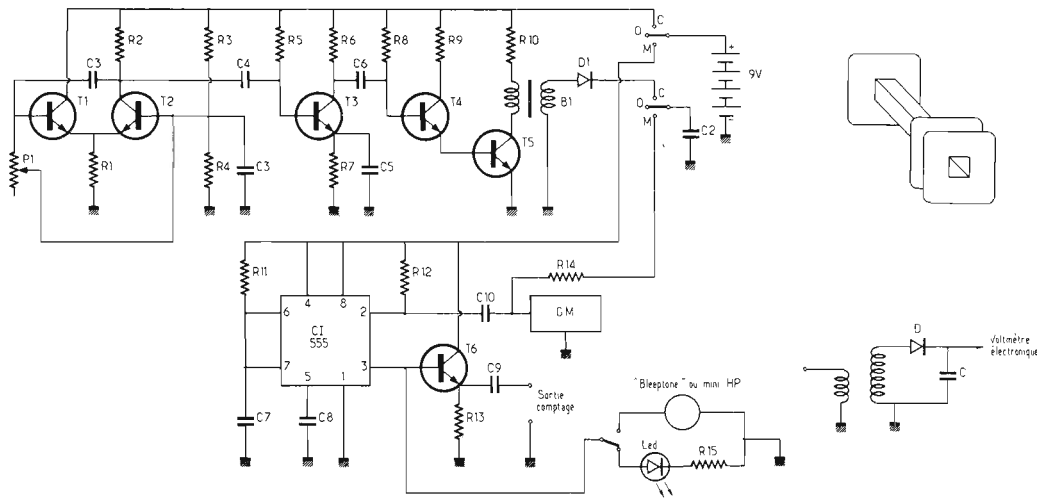 C
O
M
R2
R3
R5
R6
R8
R9
R10
C3
C4
C6
D1
C
O
M
9V
T1
T2
T3
T4
T5
B1
C2
P1
R1
R4
C3
R7
C5
R11
R12
R14
4
8
6
2
C10
GM
CI
555
7
3
T6
5
1
C9
C7
C8
R13
Sortie
comptage
"Bleeptone" ou mini HP
Led
R15
D
C
Voltmètre
électronique